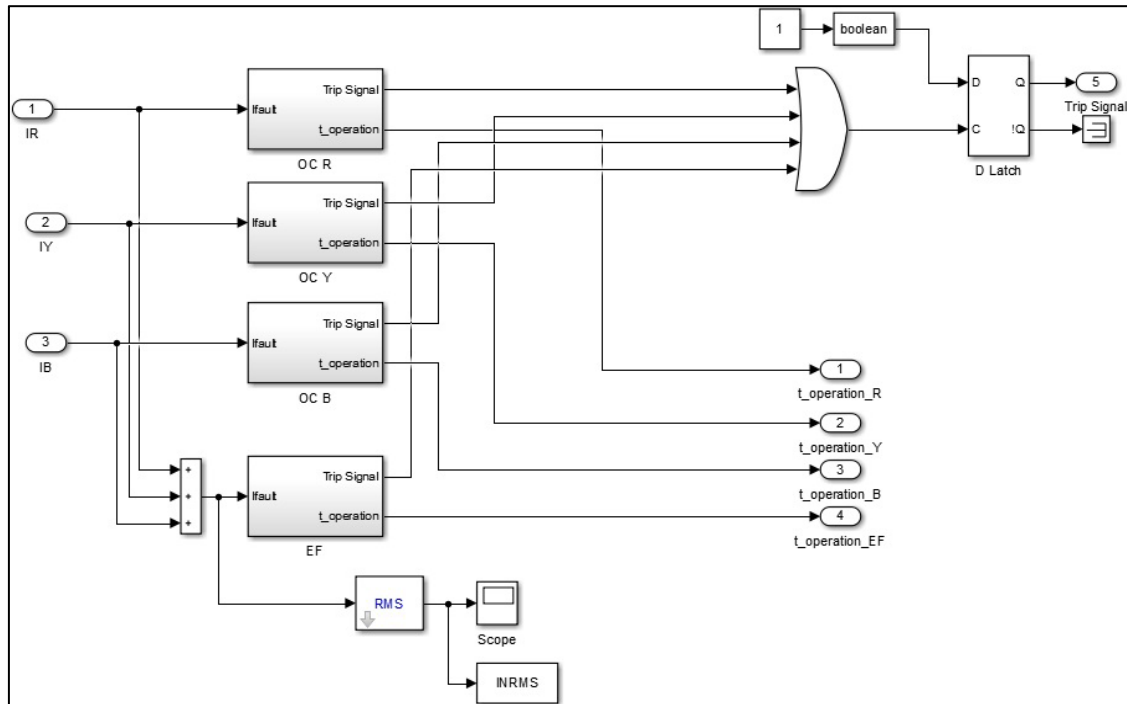 1
boolean
Trip Signal
Ifault
t_operation
OC R
1
IR
D
Q
C
!Q
D Latch
5
Trip Signal
Trip Signal
Ifault
t_operation
OC Y
2
IY
Trip Signal
Ifault
t_operation
OC B
3
IB
1
t_operation_R
2
t_operation_Y
3
t_operation_B
4
t_operation_EF
+
+
+
Trip Signal
Ifault
t_operation
EF
RMS
Scope
INRMS